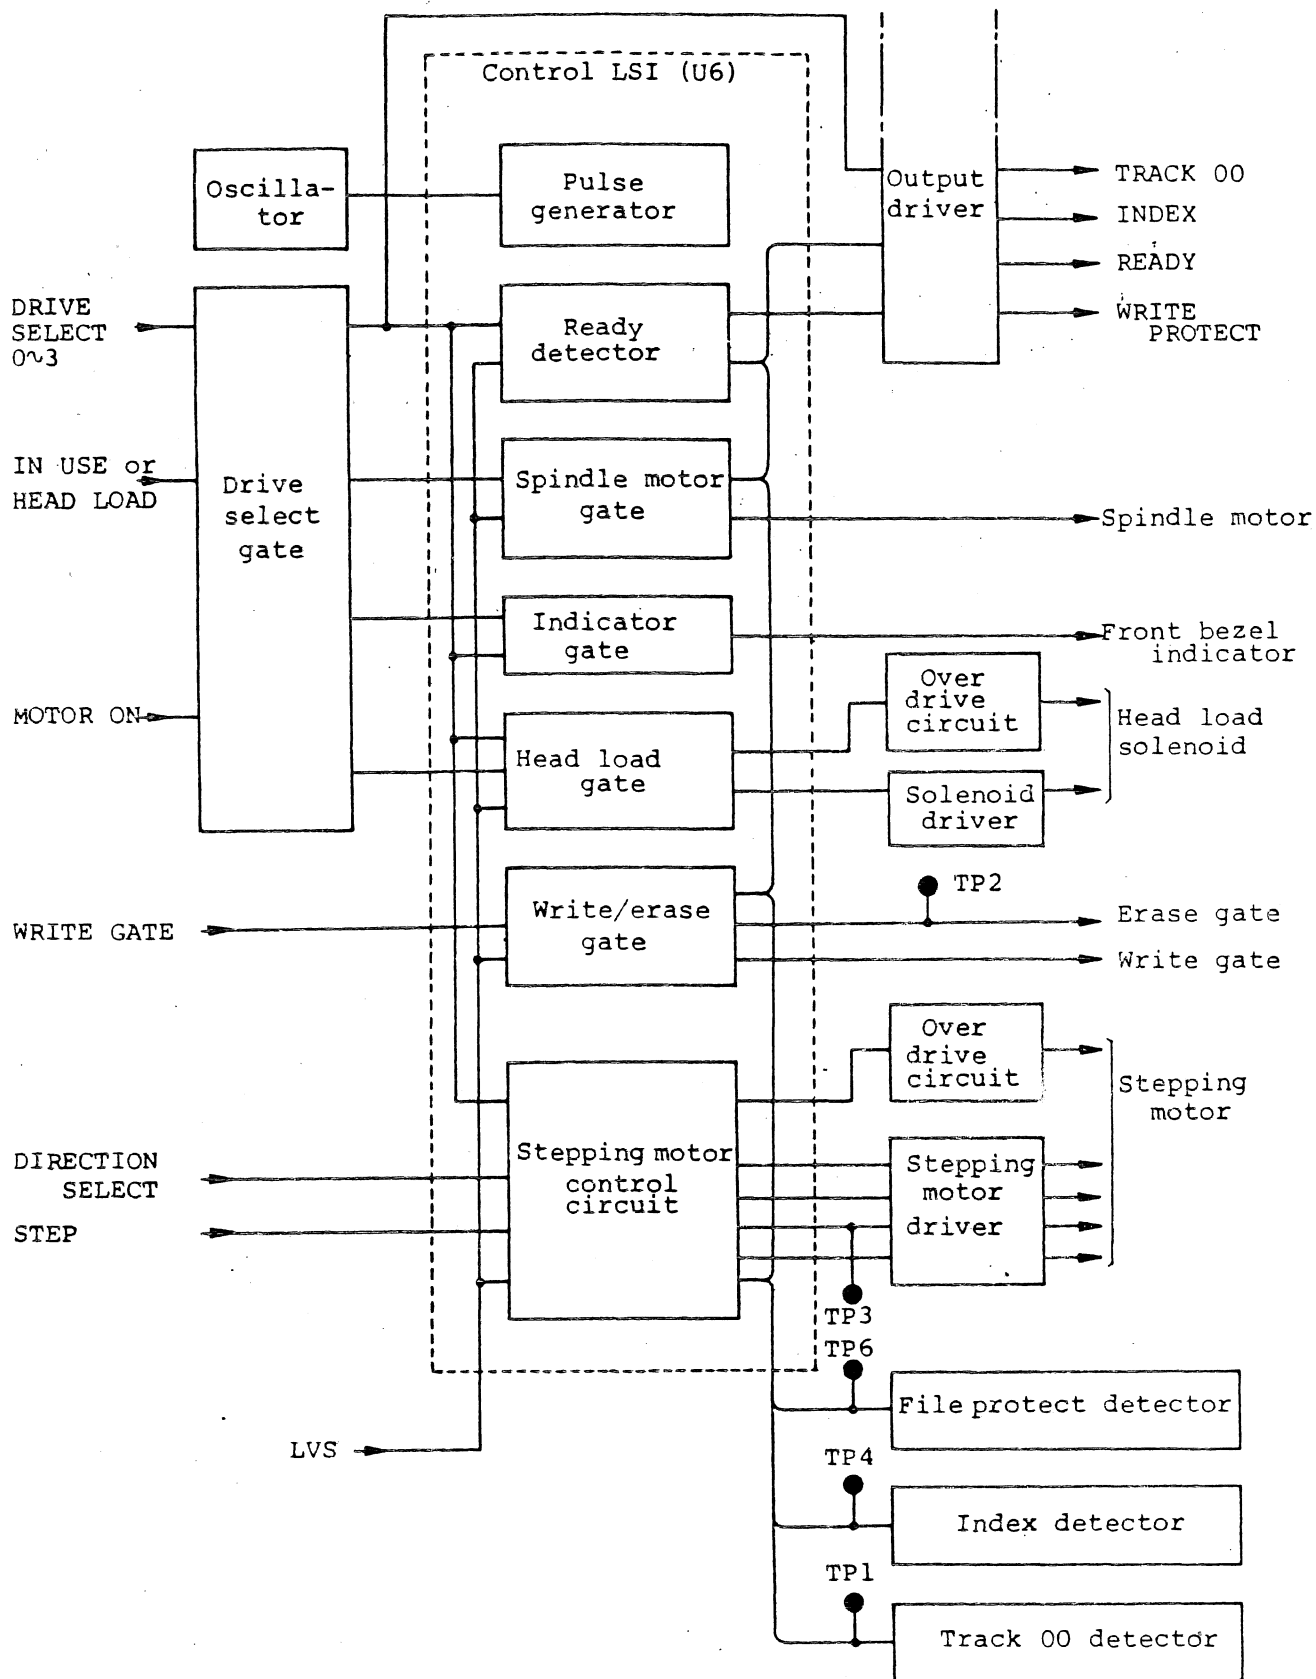 Control LSI (U6)
Oscilla-
tor
Pulse
generator
Output
driver
TRACK 00
INDEX
READY
WRITE
PROTECT
DRIVE
SELECT
0~3
Ready
detector
IN USE or
HEAD LOAD
Drive
select
gate
Spindle motor
gate
Spindle motor
Indicator
gate
Front bezel
indicator
MOTOR ON
Head load
gate
Over
drive
circuit
Head load
solenoid
Solenoid
driver
WRITE GATE
Write/erase
gate
TP2
Erase gate
Write gate
Over
drive
circuit
Stepping
motor
DIRECTION
SELECT
STEP
Stepping motor
control
circuit
Stepping
motor
driver
TP3
TP6
File protect detector
LVS
TP4
Index detector
TP1
Track 00 detector